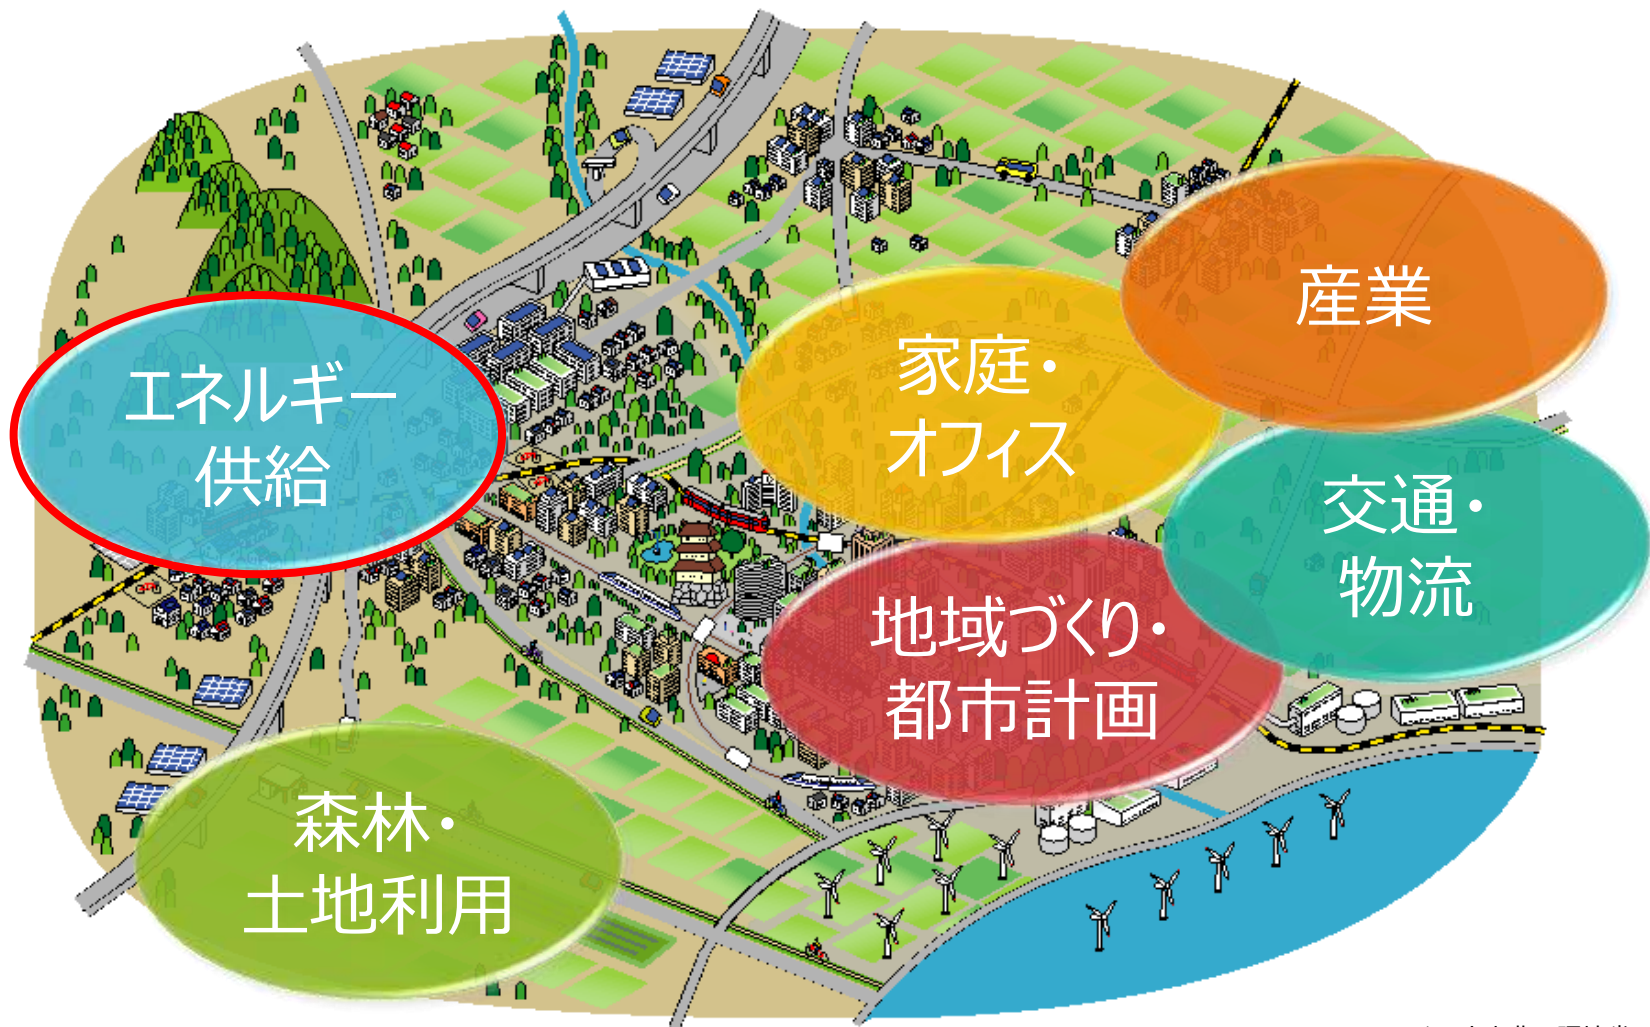 産業
家庭・
オフィス
エネルギー
供給
交通・
物流
地域づくり・
都市計画
森林・
土地利用